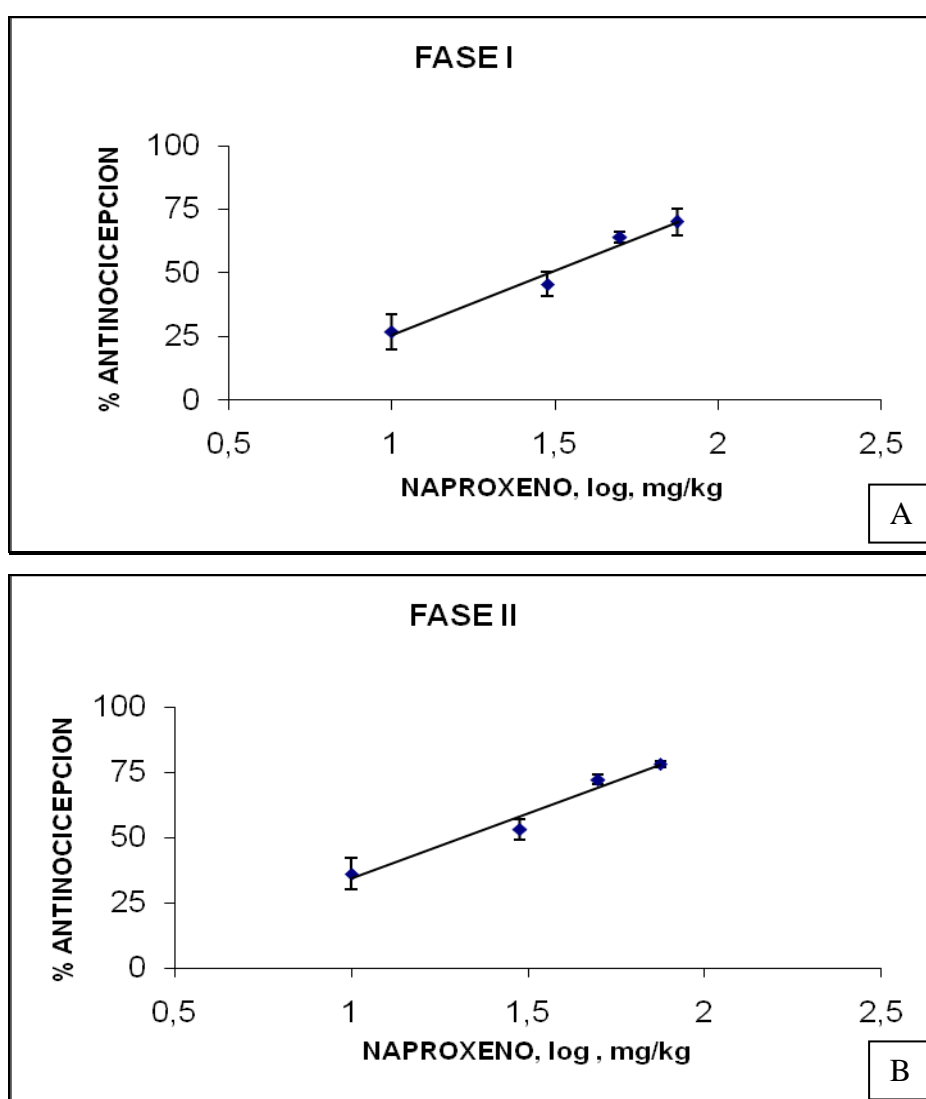 FASE I
% ANTINOCICEPCION
100
75
50
25
0
0,5 1 1,5 2 2,5
NAPROXENO, log, mg/kg
A
FASE II
% ANTINOCICEPCION
100
75
50
25
0
0,5 1 1,5 2 2,5
NAPROXENO, log , mg/kg
B